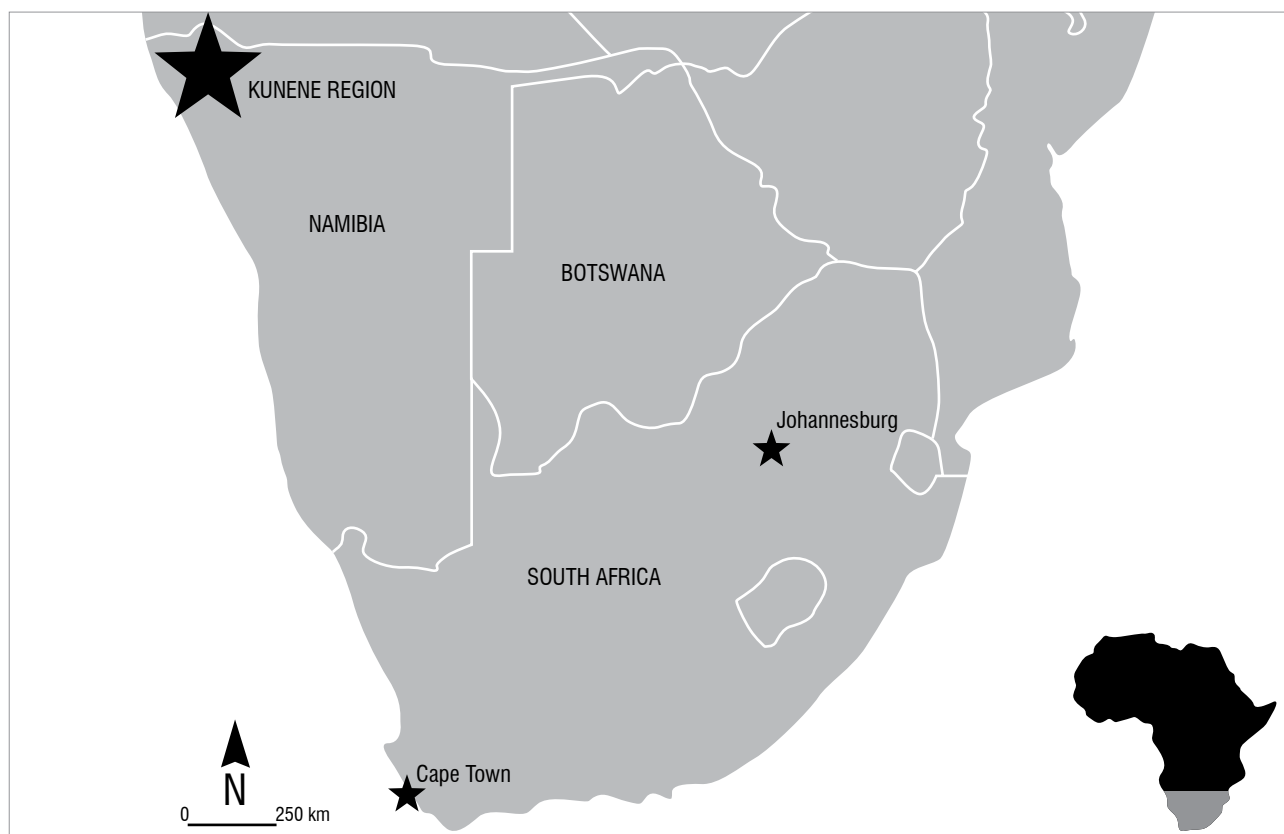 KUNENE REGION
NAMIBIA
BOTSWANA
Johannesburg
SOUTH AFRICA
Cape Town
N
0 250 km